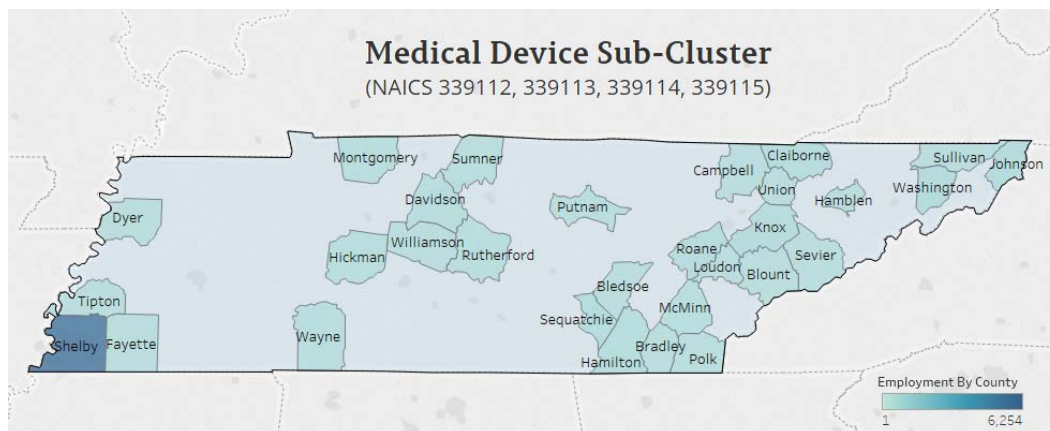 Medical Device Sub-Cluster
(NAICS 339112, 339113, 339114, 339115)
Montgomery
Sumner
Campbell
Claiborne
Sullivan
Johnson
Union
Hamblen
Washington
Davidson
Putnam
Dyer
Knox
Hickman
Williamson
Rutherford
Roane
Loudon
Blount
Sevier
Bledsoe
Tipton
McMinn
Sequatchie
Shelby
Fayette
Wayne
Hamilton
Bradley
Polk
Employment By County
1 6,254